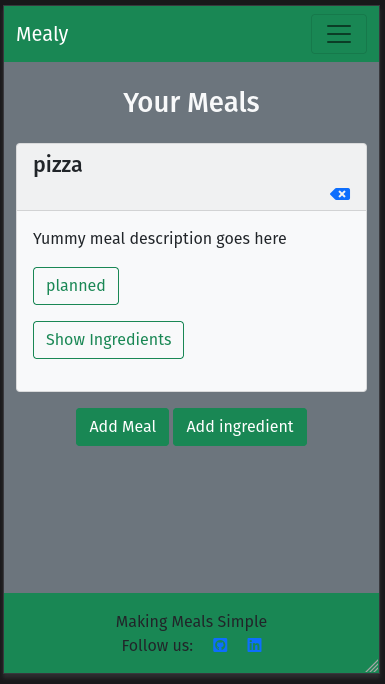 Mealy
Your Meals
pizza
Yummy meal description goes here
planned
Show Ingredients
Add Meal Add ingredient
Making Meals Simple
Follow us: